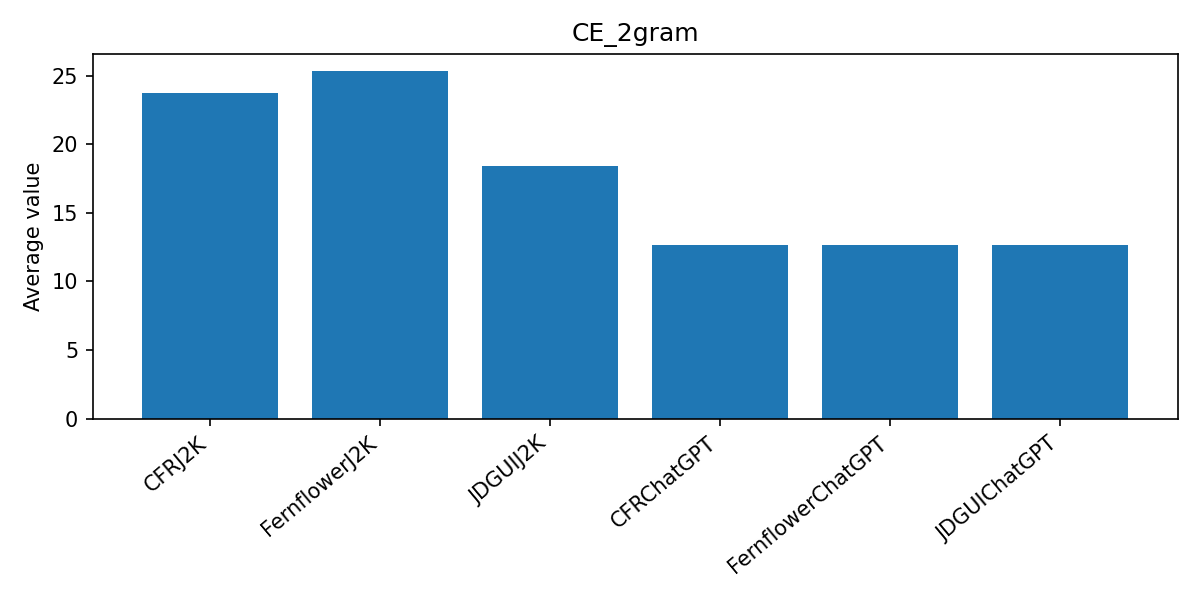 CE_2gram
Average value
25
20
15
10
5
0
CFRJ2K
FernflowerJ2K
JDGUIJ2K
CFRChatGPT
FernflowerChatGPT
JDGUIChatGPT